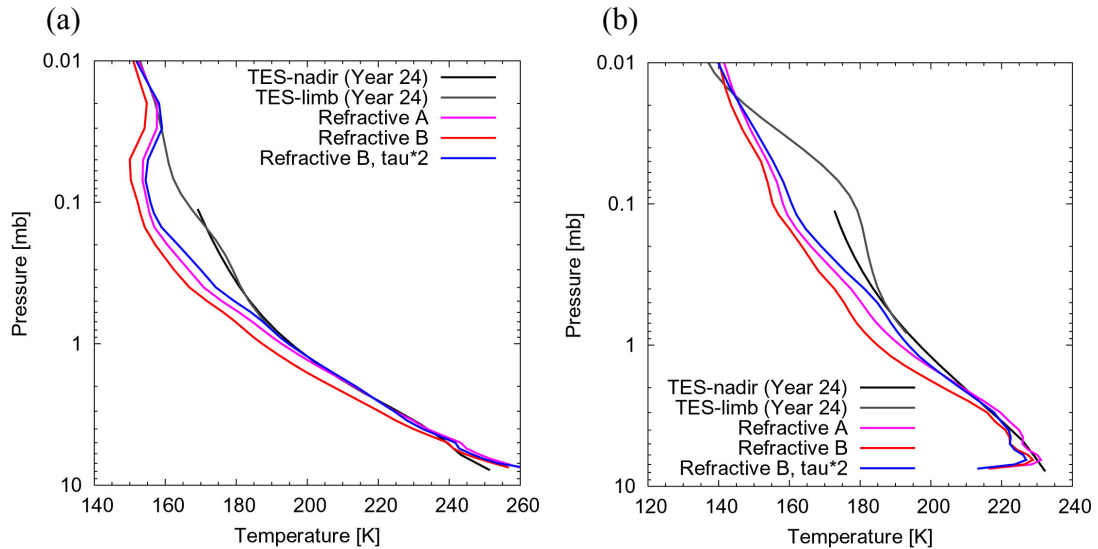 (a)
0.01
0.1
1
10
Pressure [mb]
140
160
180
200
220
240
260
Temperature [K]
TES-nadir (Year 24)
TES-limb (Year 24)
Refractive A
Refractive B
Refractive B, tau*2
(b)
0.01
0.1
1
10
Pressure [mb]
120
140
160
180
200
220
240
Temperature [K]
TES-nadir (Year 24)
TES-limb (Year 24)
Refractive A
Refractive B
Refractive B, tau*2